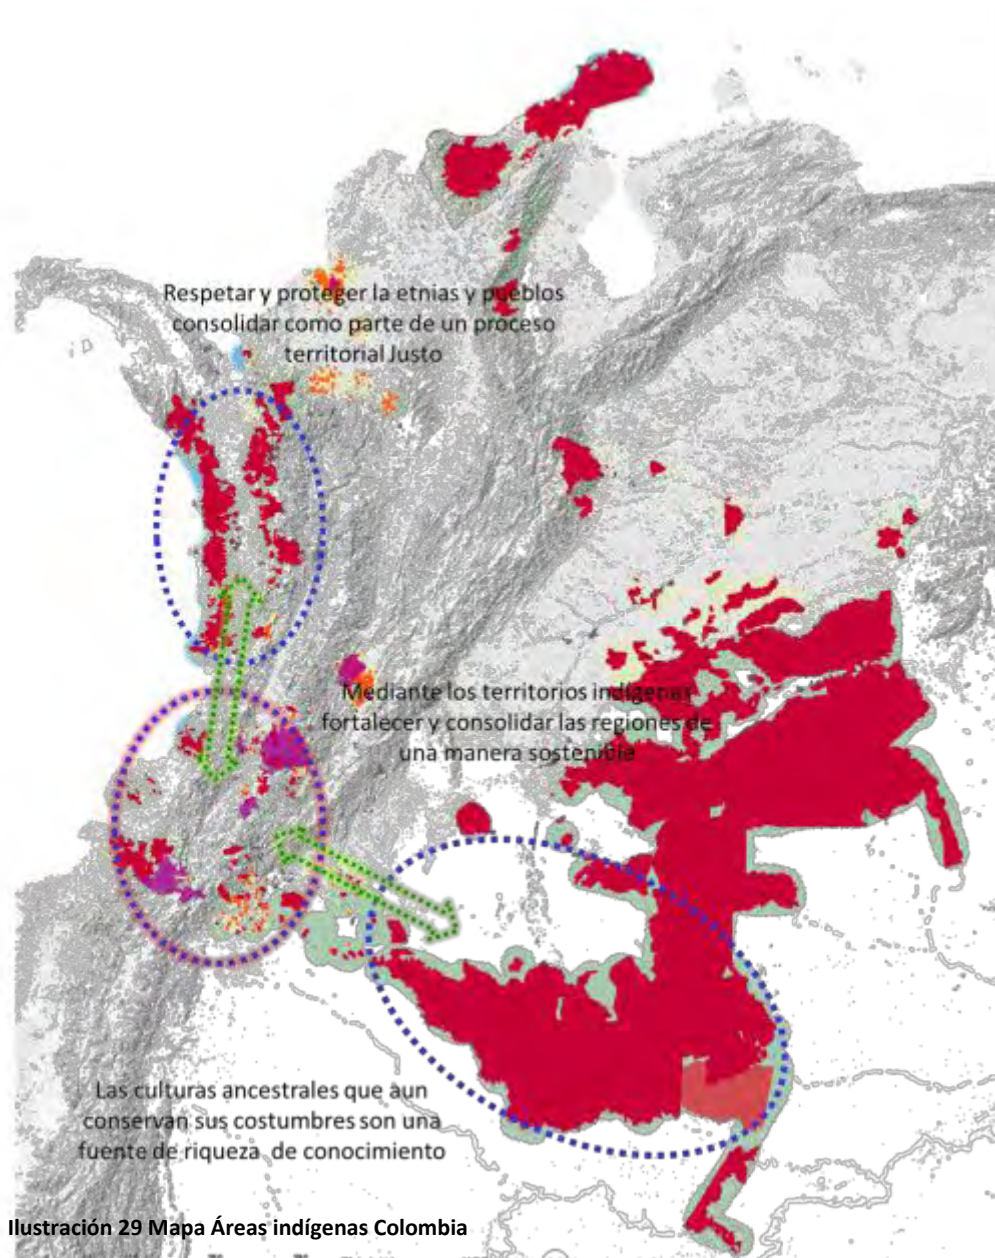 Respetar y proteger la etnias y pueblos
consolidar como parte de un proceso
territorial Justo
Mediante los territorios indígenas
fortalecer y consolidar las regiones de
una manera sostenible
Las culturas ancestrales que aun
conservan sus costumbres son una
fuente de riqueza de conocimiento
Ilustración 29 Mapa Áreas indígenas Colombia